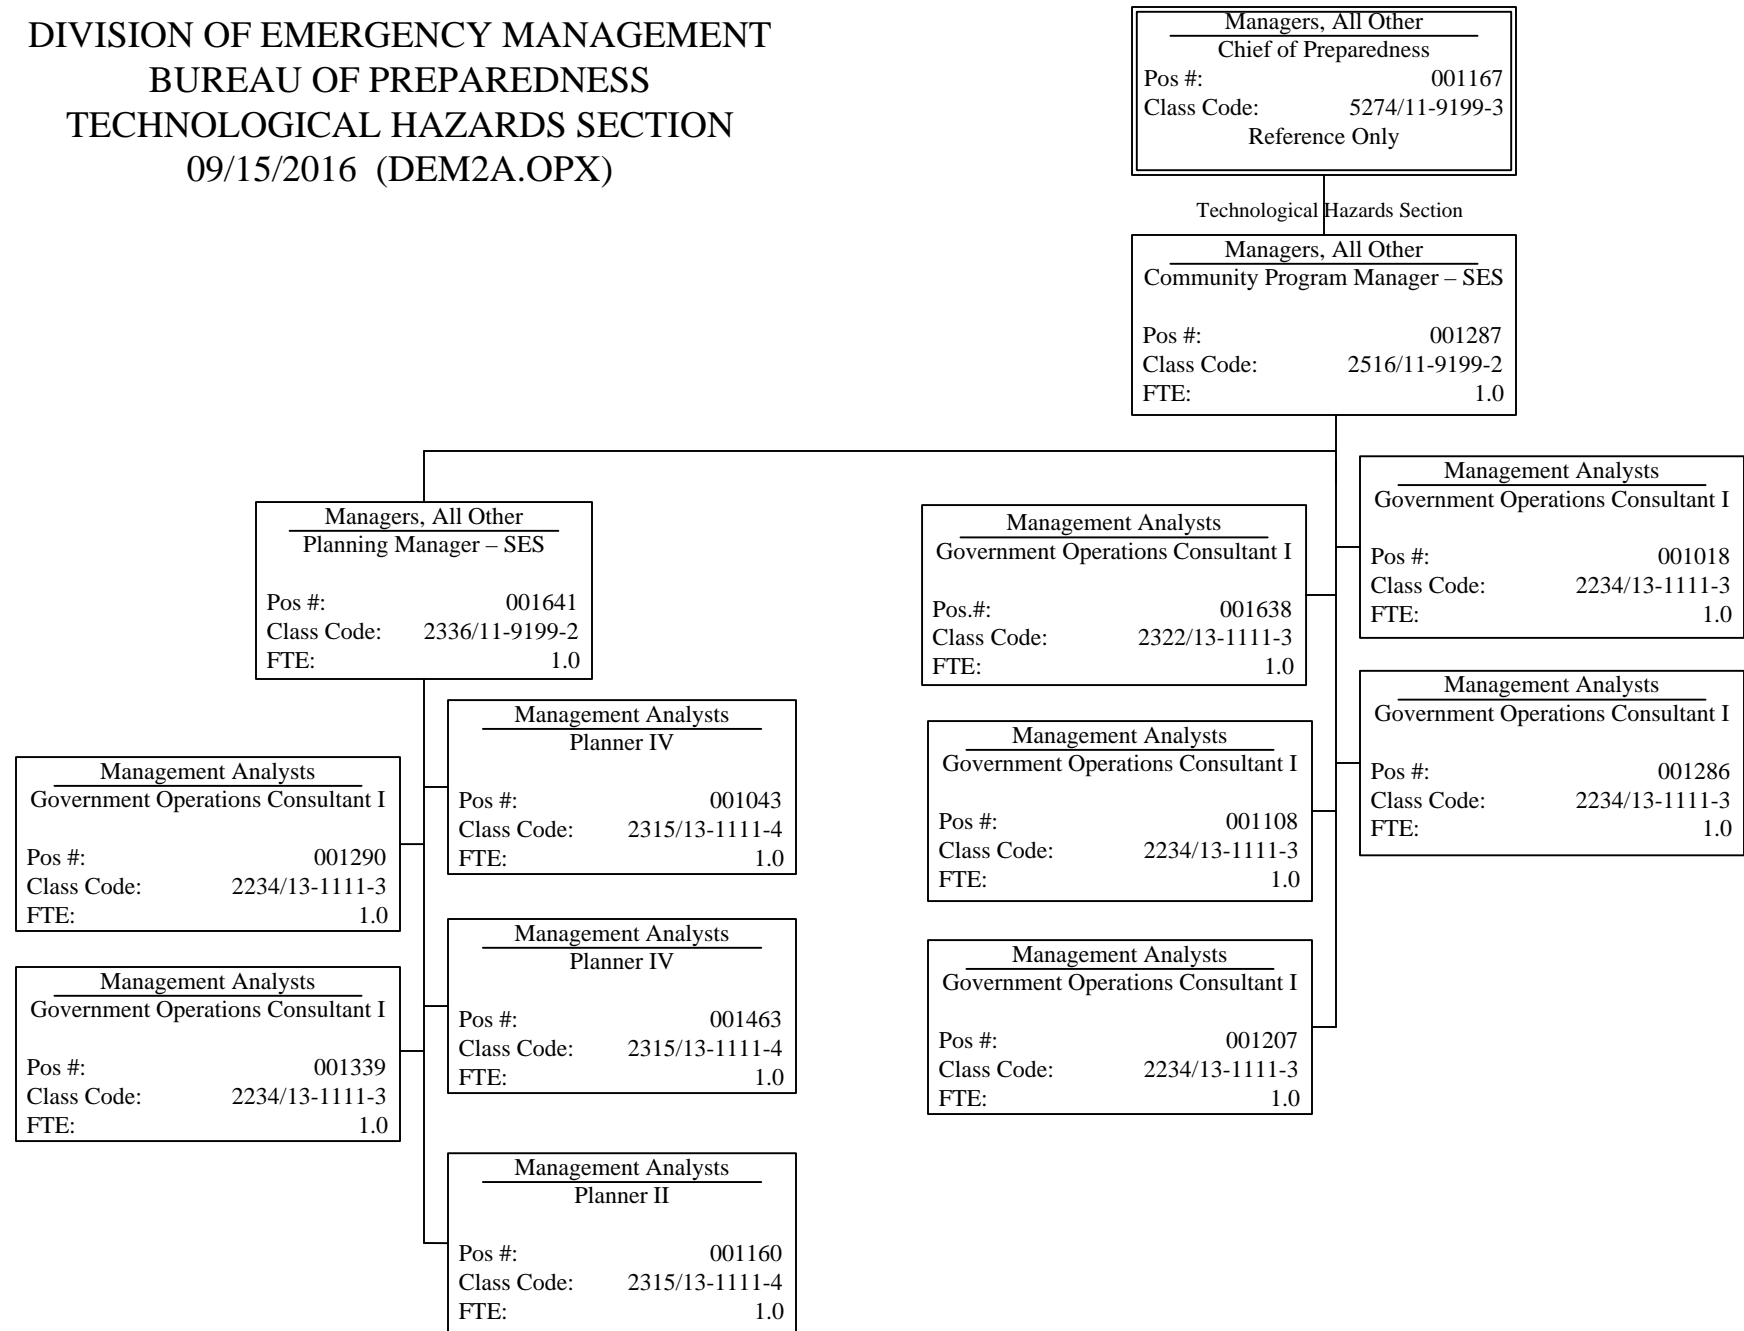 DIVISION OF EMERGENCY MANAGEMENT
BUREAU OF PREPAREDNESS
TECHNOLOGICAL HAZARDS SECTION
09/15/2016 (DEM2A.OPX)
Managers, All Other
Chief of Preparedness
Pos #: 001167
Class Code: 5274/11-9199-3
Reference Only
Technological Hazards Section
Managers, All Other
Community Program Manager – SES
Pos #: 001287
Class Code: 2516/11-9199-2
FTE: 1.0
Managers, All Other
Planning Manager – SES
Pos #: 001641
Class Code: 2336/11-9199-2
FTE: 1.0
Management Analysts
Planner IV
Pos #: 001043
Class Code: 2315/13-1111-4
FTE: 1.0
Management Analysts
Government Operations Consultant I
Pos #: 001290
Class Code: 2234/13-1111-3
FTE: 1.0
Management Analysts
Planner IV
Pos #: 001463
Class Code: 2315/13-1111-4
FTE: 1.0
Management Analysts
Government Operations Consultant I
Pos #: 001339
Class Code: 2234/13-1111-3
FTE: 1.0
Management Analysts
Planner II
Pos #: 001160
Class Code: 2315/13-1111-4
FTE: 1.0
Management Analysts
Government Operations Consultant I
Pos.#: 001638
Class Code: 2322/13-1111-3
FTE: 1.0
Management Analysts
Government Operations Consultant I
Pos #: 001108
Class Code: 2234/13-1111-3
FTE: 1.0
Management Analysts
Government Operations Consultant I
Pos #: 001207
Class Code: 2234/13-1111-3
FTE: 1.0
Management Analysts
Government Operations Consultant I
Pos #: 001018
Class Code: 2234/13-1111-3
FTE: 1.0
Management Analysts
Government Operations Consultant I
Pos #: 001286
Class Code: 2234/13-1111-3
FTE: 1.0